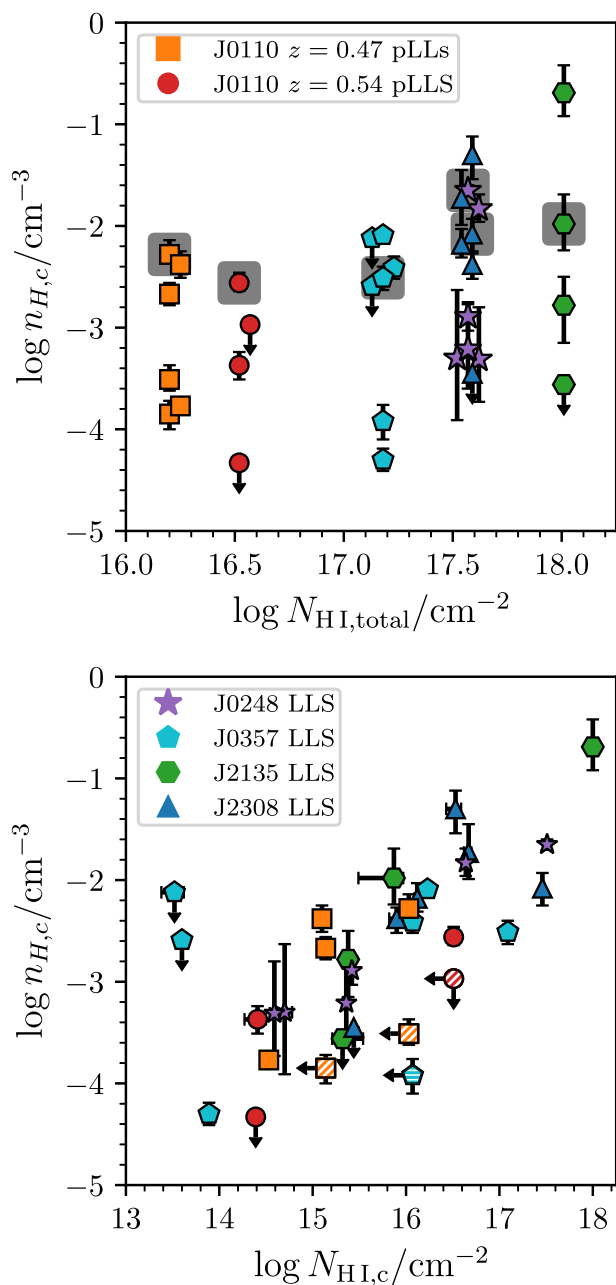 0
−1
−2
−3
−4
−5
log n_{H,c}/cm^{−3}
J0110 z = 0.47 pLLs
J0110 z = 0.54 pLLS
16.0 16.5 17.0 17.5 18.0
log N_{H I,total}/cm^{−2}
0
−1
−2
−3
−4
−5
log n_{H,c}/cm^{−3}
J0248 LLS
J0357 LLS
J2135 LLS
J2308 LLS
13 14 15 16 17 18
log N_{H I,c}/cm^{−2}